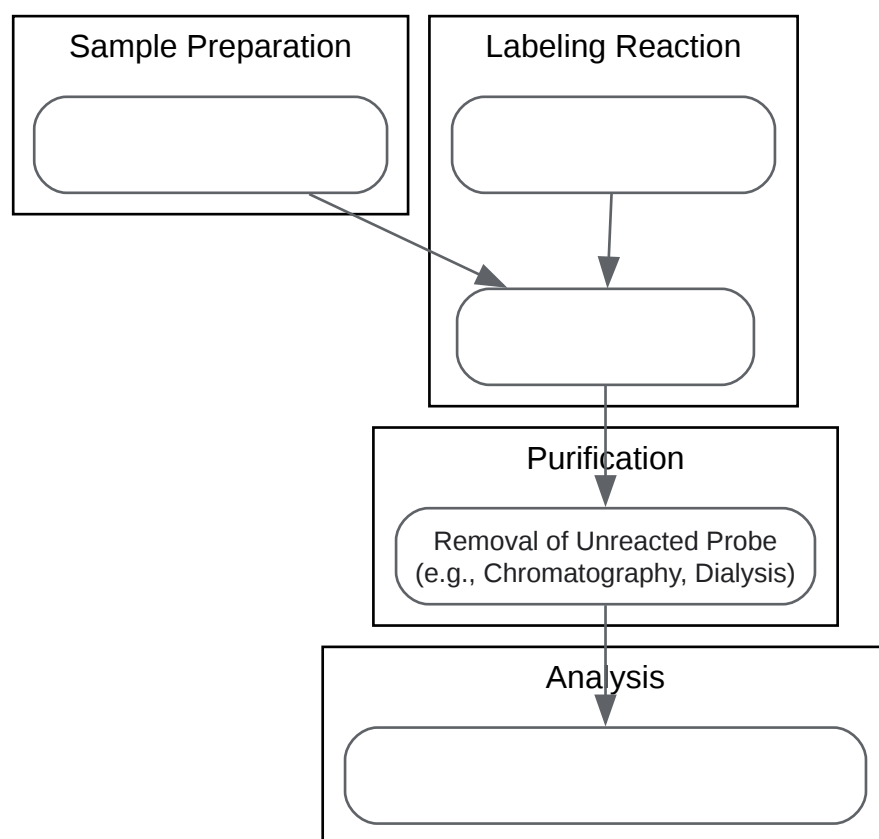 Sample Preparation
Labeling Reaction
Purification
Removal of Unreacted Probe
(e.g., Chromatography, Dialysis)
Analysis